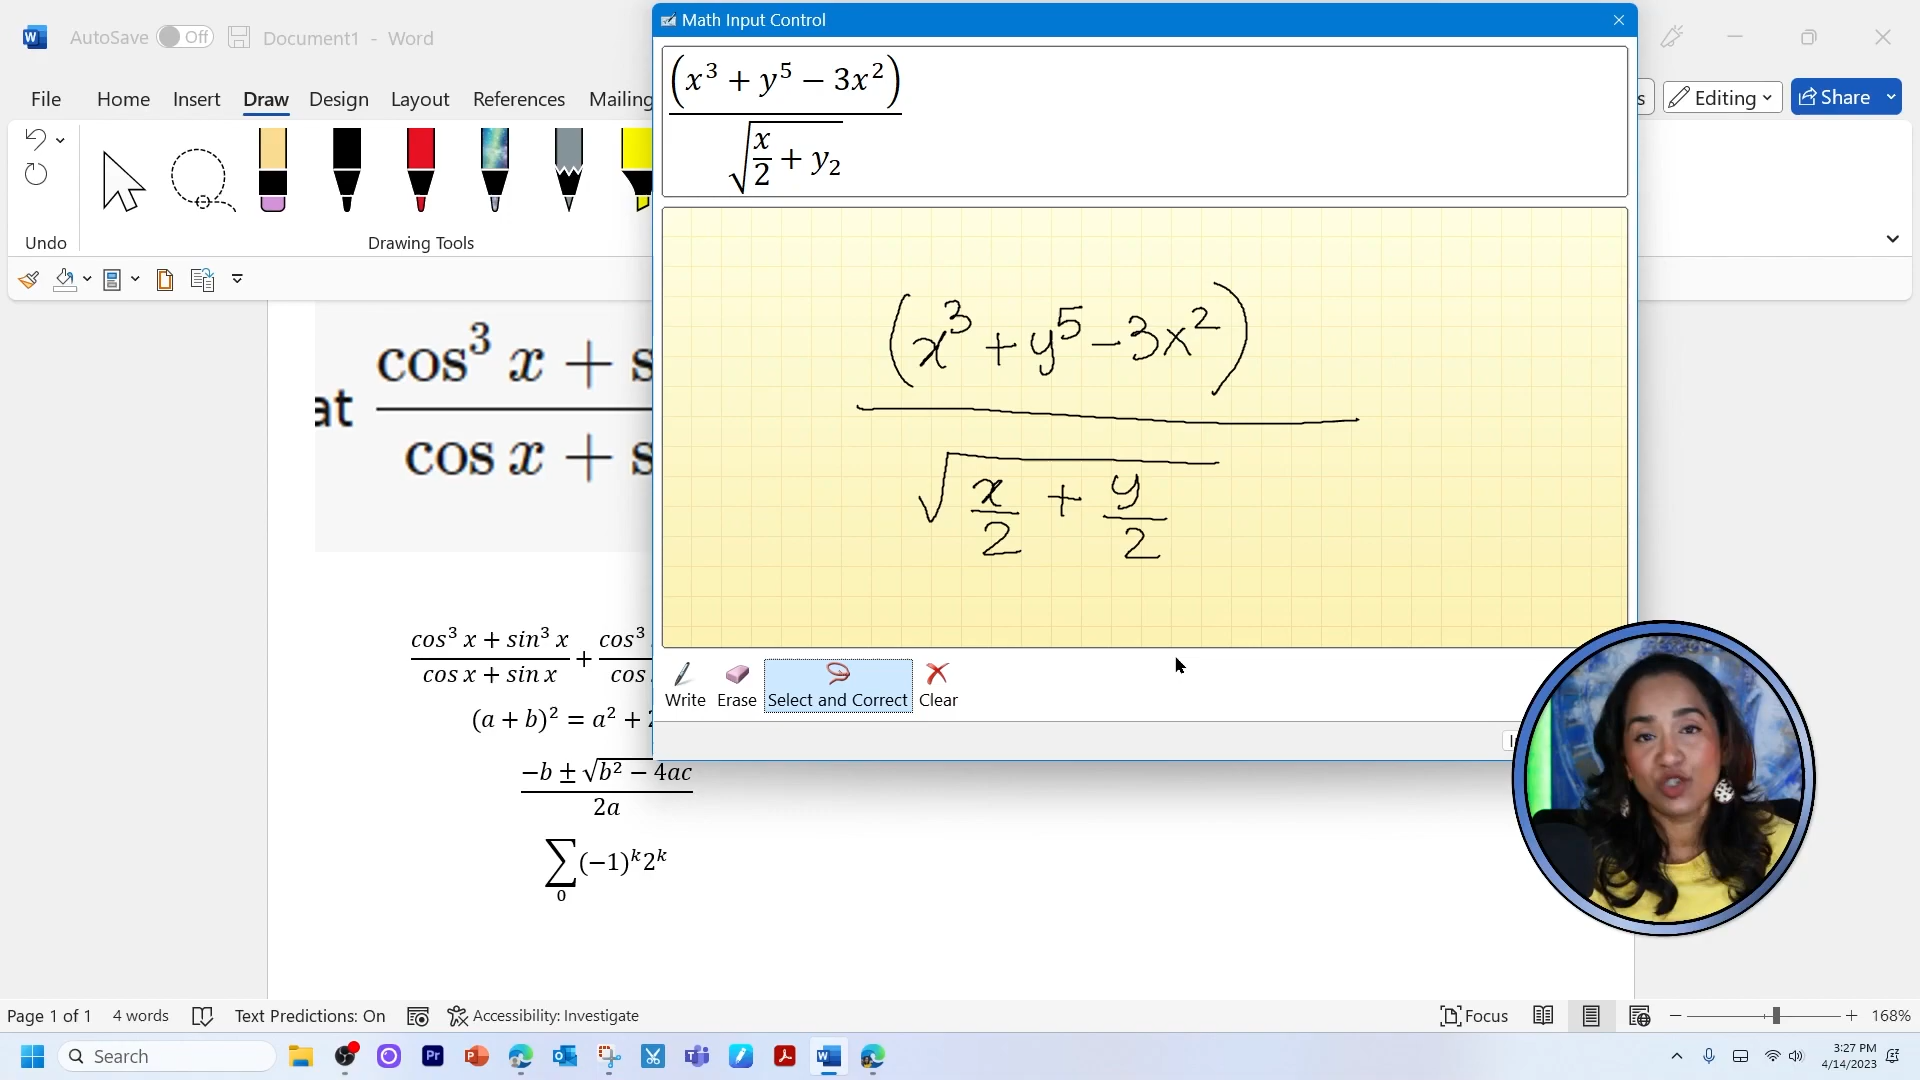 AutoSave Off Document1 - Word
Math Input Control
File Home Insert Draw Design Layout References Mailing
Editing Share
Undo
Drawing Tools
(x³ + y⁵ − 3x²)
√(x/2 + y₂)
(x³ + y⁵ − 3x²)
√(x/2 + y/2)
Write Erase Select and Correct Clear
at cos³ x + s
cos x + s
cos³ x + sin³ x + cos³
cos x + sin x cos
(a + b)² = a² + 2
−b ± √b² − 4ac
2a
∑ (−1)ᵏ2ᵏ
0
Page 1 of 1 4 words Text Predictions: On Accessibility: Investigate Focus 168%
Search
3:27 PM
4/14/2023